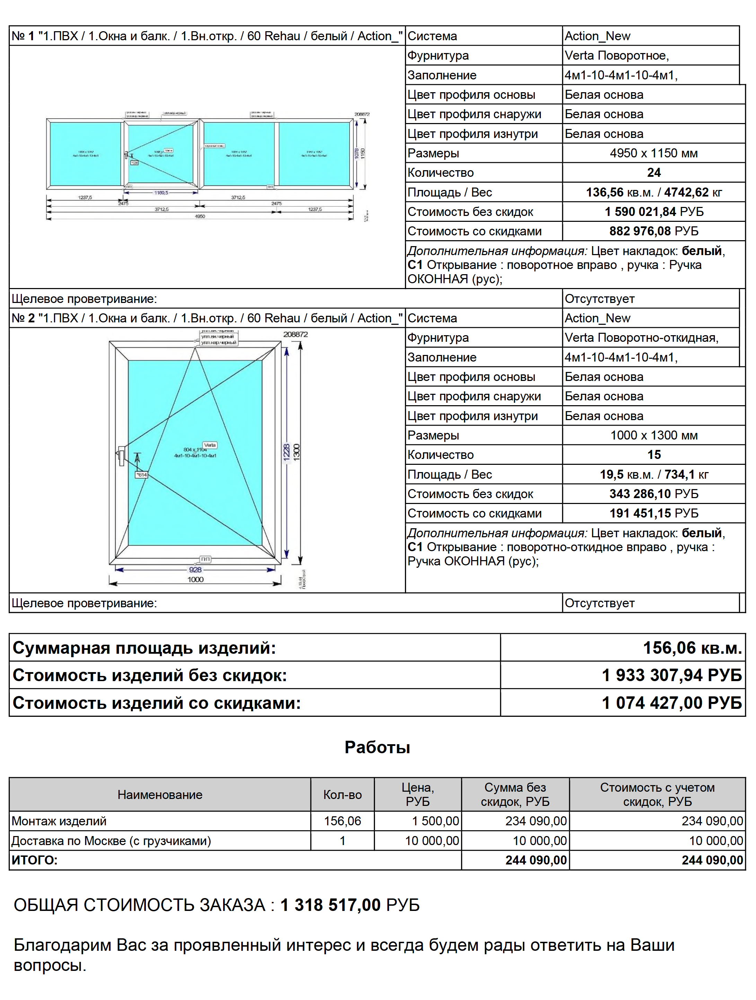 № 1 "1.ПВХ / 1.Окна и балк. / 1.Вн.откр. / 60 Rehau / белый / Action_" Система Action_New
Фурнитура Verta Поворотное,
Заполнение 4м1-10-4м1-10-4м1,
Цвет профиля основы Белая основа
Цвет профиля снаружи Белая основа
Цвет профиля изнутри Белая основа
Размеры 4950 x 1150 мм
Количество 24
Площадь / Вес 136,56 кв.м. / 4742,62 кг
Стоимость без скидок 1 590 021,84 РУБ
Стоимость со скидками 882 976,08 РУБ
Дополнительная информация: Цвет накладок: белый,
С1 Открывание : поворотное вправо , ручка : Ручка
ОКОННАЯ (рус);
208872
Verta
1078
1150
1189,5
1237,5 3712,5
2475 2475
3712,5 1237,5
4950
Щелевое проветривание: Отсутствует
№ 2 "1.ПВХ / 1.Окна и балк. / 1.Вн.откр. / 60 Rehau / белый / Action_" Система Action_New
Фурнитура Verta Поворотно-откидная,
Заполнение 4м1-10-4м1-10-4м1,
Цвет профиля основы Белая основа
Цвет профиля снаружи Белая основа
Цвет профиля изнутри Белая основа
Размеры 1000 x 1300 мм
Количество 15
Площадь / Вес 19,5 кв.м. / 734,1 кг
Стоимость без скидок 343 286,10 РУБ
Стоимость со скидками 191 451,15 РУБ
Дополнительная информация: Цвет накладок: белый,
С1 Открывание : поворотно-откидное вправо , ручка :
Ручка ОКОННАЯ (рус);
упл.вн.черный
упл.нар.черный
208872
Verta
804 x 1104
4м1-10-4м1-10-4м1
*614
1228
1300
П/П
928
1000
4.19.44
ПрофСтрой
Щелевое проветривание: Отсутствует
Суммарная площадь изделий: 156,06 кв.м.
Стоимость изделий без скидок: 1 933 307,94 РУБ
Стоимость изделий со скидками: 1 074 427,00 РУБ
Работы
Наименование Кол-во Цена, РУБ Сумма без скидок, РУБ Стоимость с учетом скидок, РУБ
Монтаж изделий 156,06 1 500,00 234 090,00 234 090,00
Доставка по Москве (с грузчиками) 1 10 000,00 10 000,00 10 000,00
ИТОГО: 244 090,00 244 090,00
ОБЩАЯ СТОИМОСТЬ ЗАКАЗА : 1 318 517,00 РУБ
Благодарим Вас за проявленный интерес и всегда будем рады ответить на Ваши
вопросы.